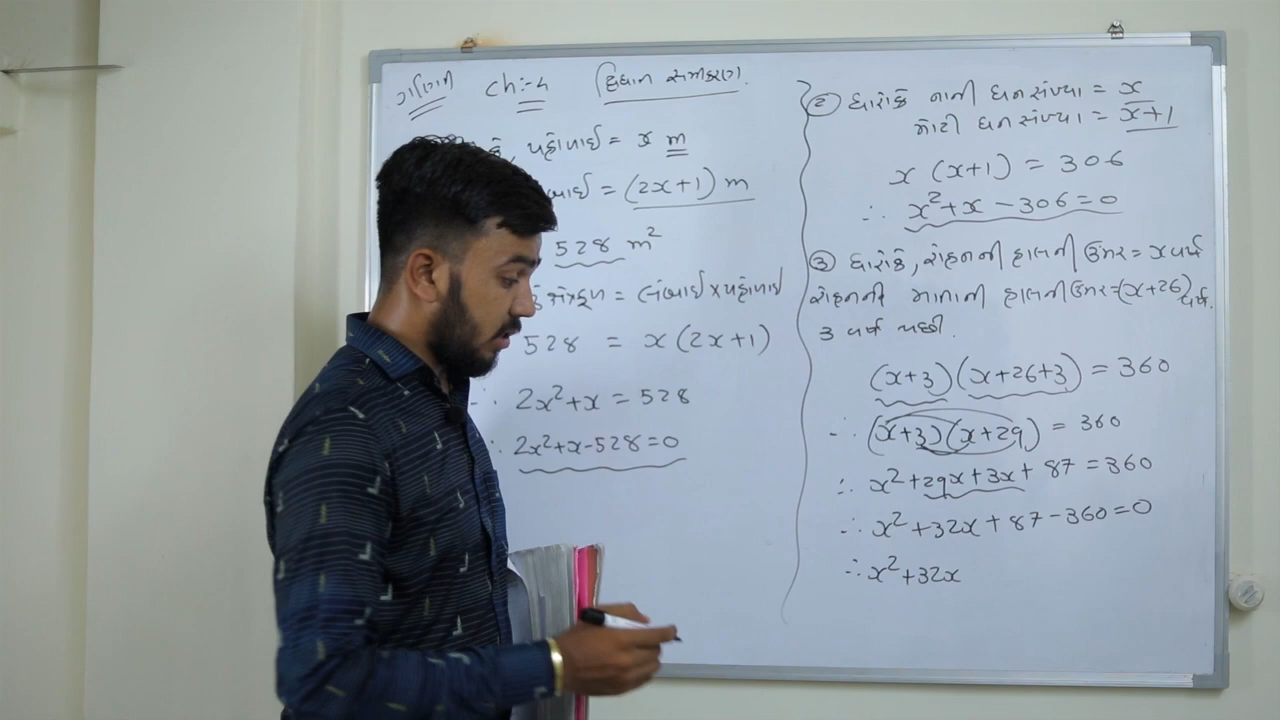 ગણિત ch:-4 દ્વિઘાત સમીકરણ
પહોળાઈ = x m
= (2x+1) m
528 m²
= લંબાઈ × પહોળાઈ
528 = x(2x+1)
∴ 2x²+x = 528
∴ 2x²+x-528=0
② ધારોકે નાની ધન સંખ્યા = x
મોટી ધન સંખ્યા = x+1
x (x+1) = 306
∴ x²+x-306=0
③ ધારોકે, રોહનની હાલની ઉંમર = x વર્ષ
રોહનની માતાની હાલની ઉંમર=(x+26) વર્ષ.
૩ વર્ષ પછી.
(x+3)(x+26+3) = 360
∴ (x+3)(x+29) = 360
∴ x²+29x+3x+87 = 360
∴ x²+32x+87-360=0
∴ x²+32x